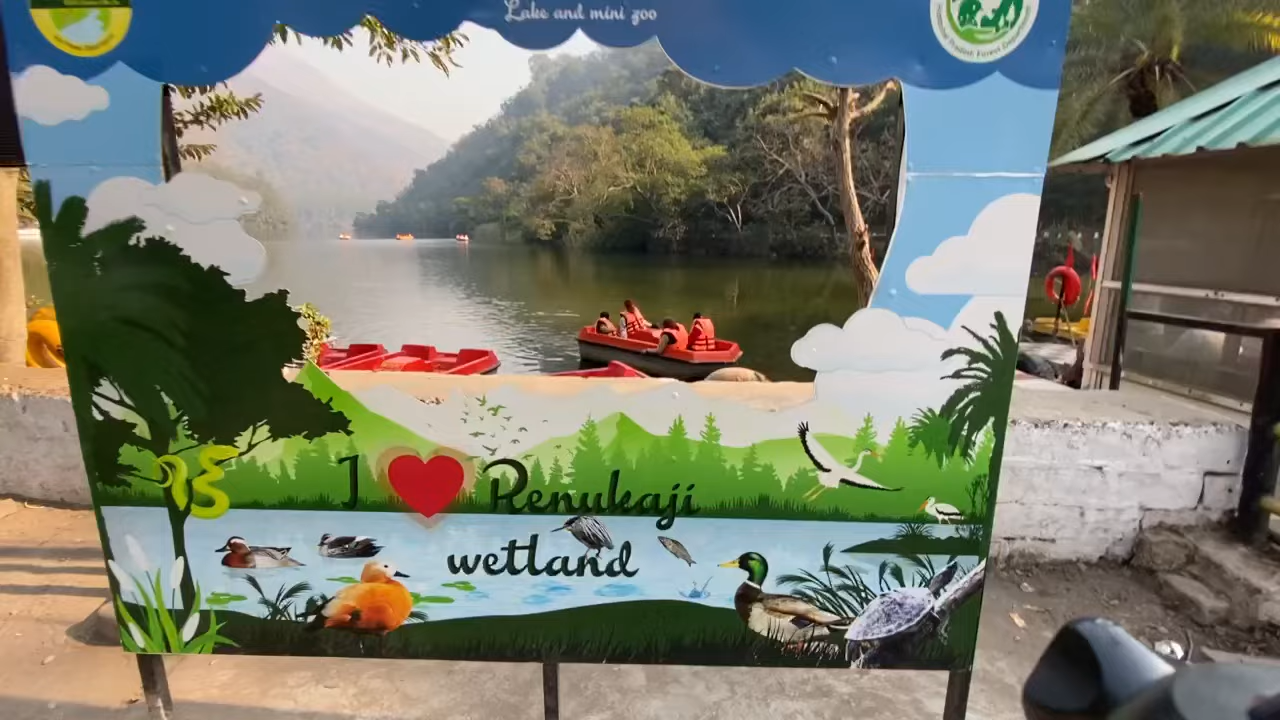 Lake and mini zoo
I ❤ Renukaji
wetland